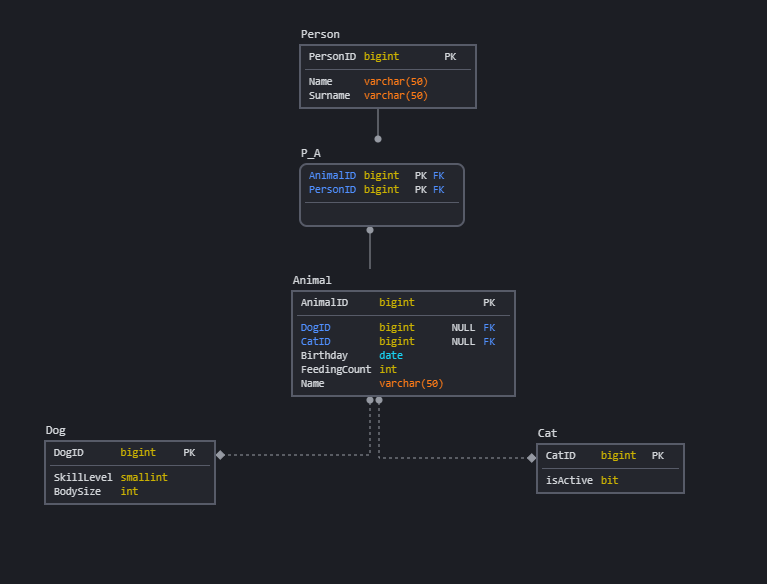 Person
PersonID bigint PK
Name varchar(50)
Surname varchar(50)
P_A
AnimalID bigint PK FK
PersonID bigint PK FK
Animal
AnimalID bigint PK
DogID bigint NULL FK
CatID bigint NULL FK
Birthday date
FeedingCount int
Name varchar(50)
Dog
DogID bigint PK
SkillLevel smallint
BodySize int
Cat
CatID bigint PK
isActive bit